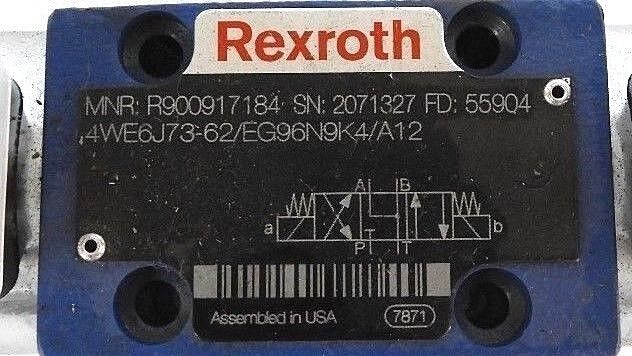 Rexroth
MNR: R900917184 SN: 2071327 FD: 55904
4WE6J73-62/EG96N9K4/A12
A B
a b
P T
Assembled in USA 7871